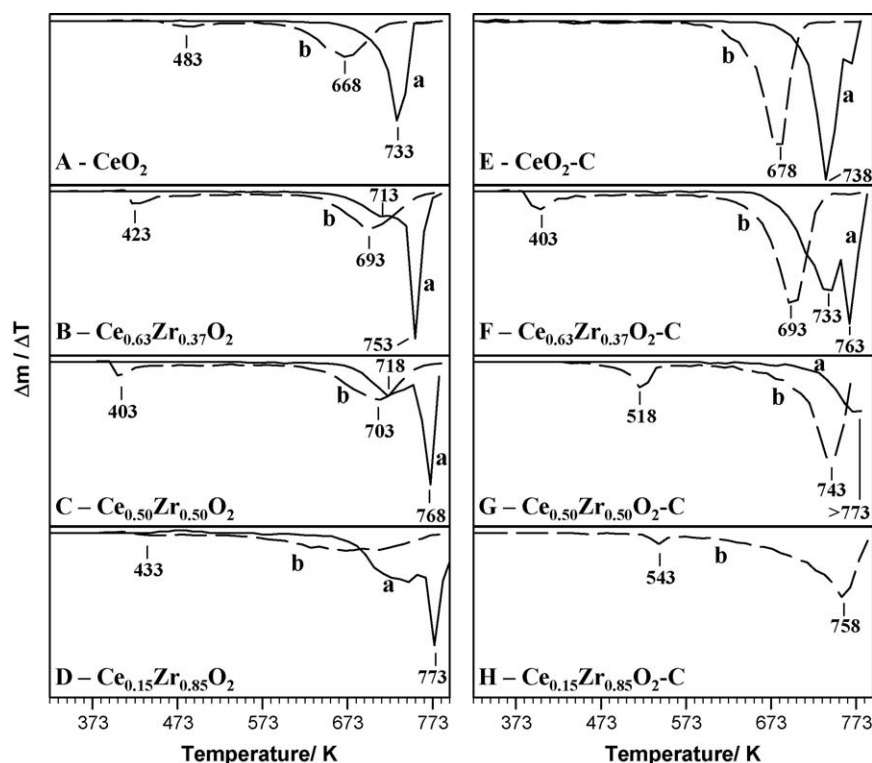 Δm / ΔT
b
483
668
a
733
A - CeO₂
713
b
423
693
a
753
B – Ce₀.₆₃Zr₀.₃₇O₂
718
b
403
703
a
768
C – Ce₀.₅₀Zr₀.₅₀O₂
433
b
a
773
D – Ce₀.₁₅Zr₀.₈₅O₂
373 473 573 673 773
Temperature/ K
b
a
678
738
E - CeO₂-C
403
b
a
693
733
763
F - Ce₀.₆₃Zr₀.₃₇O₂-C
a
518
b
743
>773
G - Ce₀.₅₀Zr₀.₅₀O₂-C
543
b
758
H – Ce₀.₁₅Zr₀.₈₅O₂-C
373 473 573 673 773
Temperature/ K